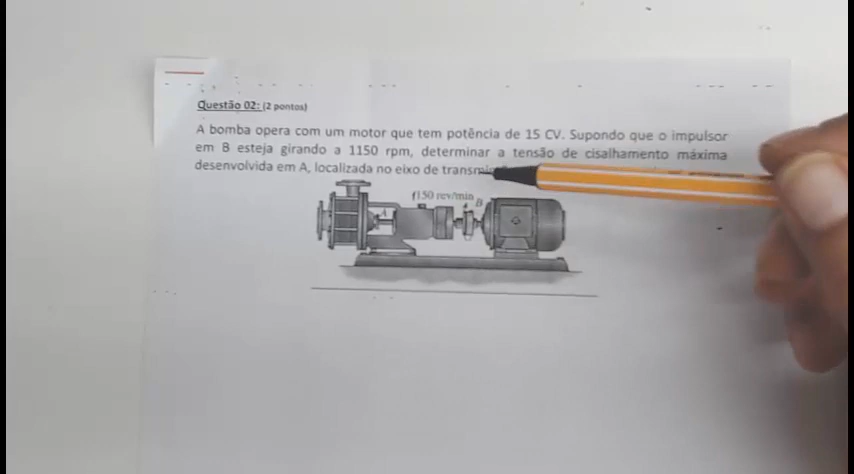 Questão 02: (2 pontos)
A bomba opera com um motor que tem potência de 15 CV. Supondo que o impulsor
em B esteja girando a 1150 rpm, determinar a tensão de cisalhamento máxima
desenvolvida em A, localizada no eixo de
1150 rev/min
A
B